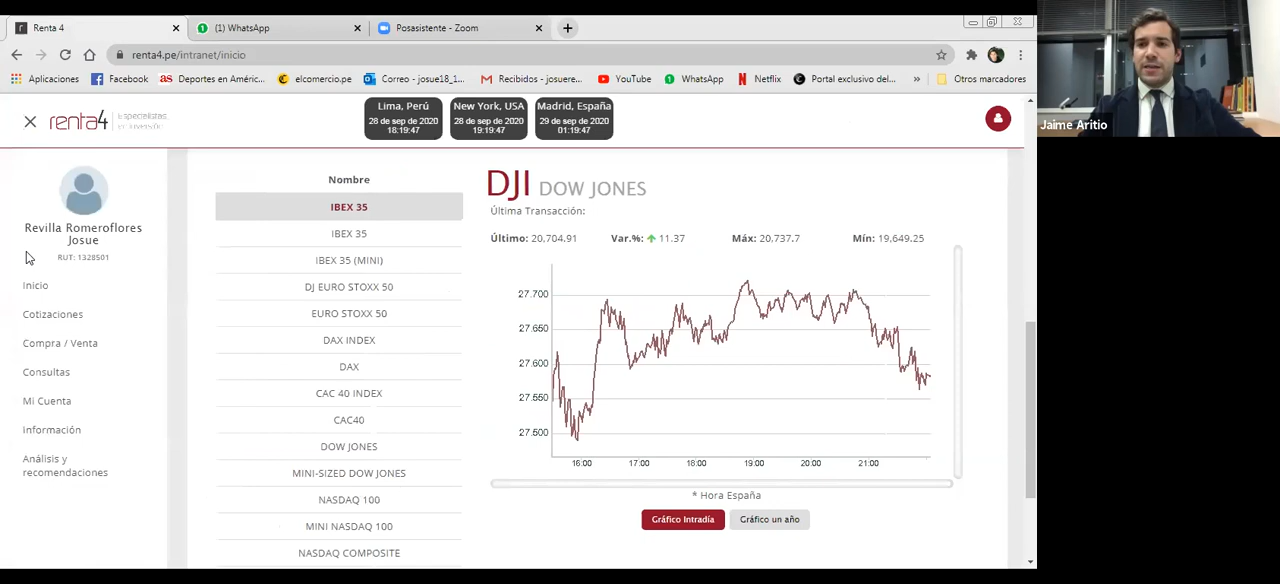 Renta 4
(1) WhatsApp
Posasistente - Zoom
renta4.pe/intranet/inicio
Aplicaciones
Facebook
Deportes en Améric...
elcomercio.pe
Correo - josue18_1...
Recibidos - josuere...
YouTube
WhatsApp
Netflix
Portal exclusivo del...
»
Otros marcadores
Jaime Aritio
renta4
Especialistas
en inversión
Lima, Perú
28 de sep de 2020
18:19:47
New York, USA
28 de sep de 2020
19:19:47
Madrid, España
29 de sep de 2020
01:19:47
Revilla Romeroflores
Josue
RUT: 1328501
Inicio
Cotizaciones
Compra / Venta
Consultas
Mi Cuenta
Información
Análisis y
recomendaciones
Nombre
IBEX 35
IBEX 35
IBEX 35 (MINI)
DJ EURO STOXX 50
EURO STOXX 50
DAX INDEX
DAX
CAC 40 INDEX
CAC40
DOW JONES
MINI-SIZED DOW JONES
NASDAQ 100
MINI NASDAQ 100
NASDAQ COMPOSITE
DJI DOW JONES
Última Transacción:
Último: 20,704.91 Var.%: 11.37 Máx: 20,737.7 Mín: 19,649.25
27.700
27.650
27.600
27.550
27.500
16:00 17:00 18:00 19:00 20:00 21:00
* Hora España
Gráfico Intradía
Gráfico un año